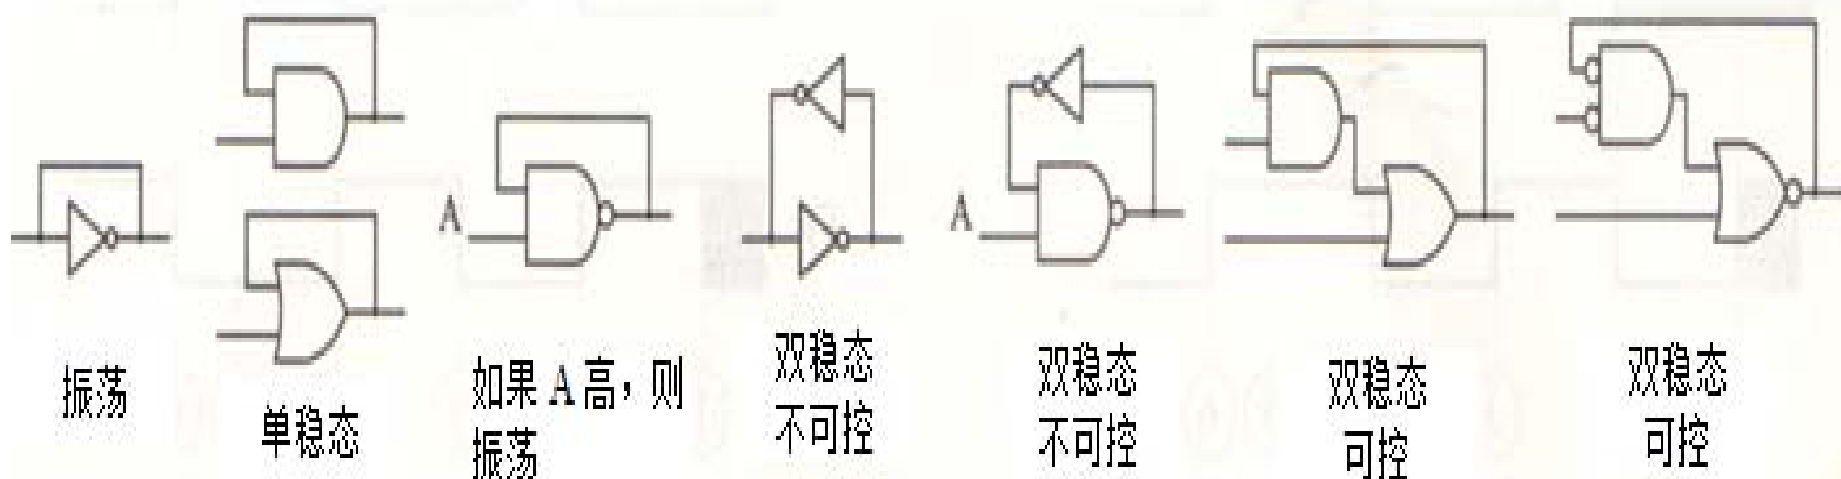 A
A
振荡
单稳态
如果 A 高，则
振荡
双稳态
不可控
双稳态
不可控
双稳态
可控
双稳态
可控